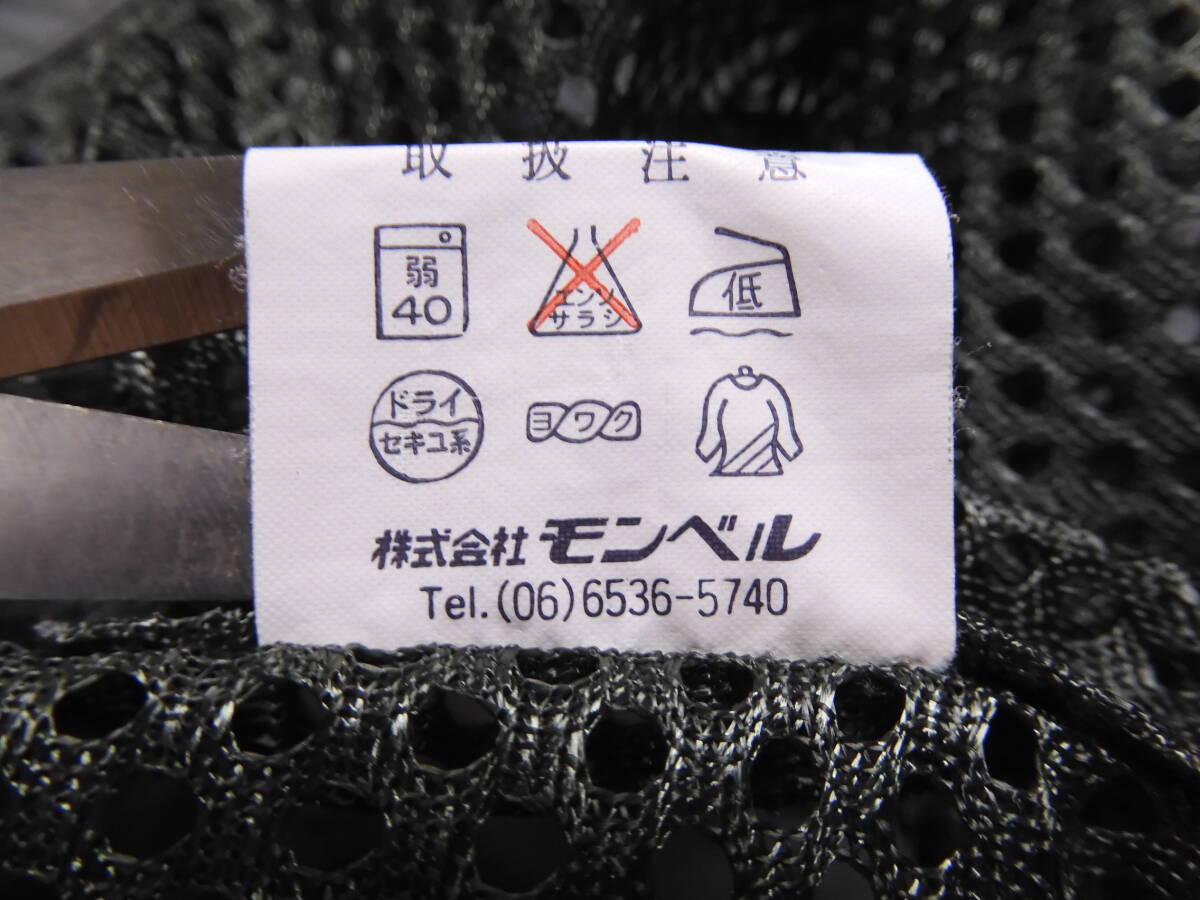 取扱注意
弱
40
エンソ
サラシ
低
ドライ
セキユ系
ヨワク
株式会社モンベル
Tel.(06)6536-5740